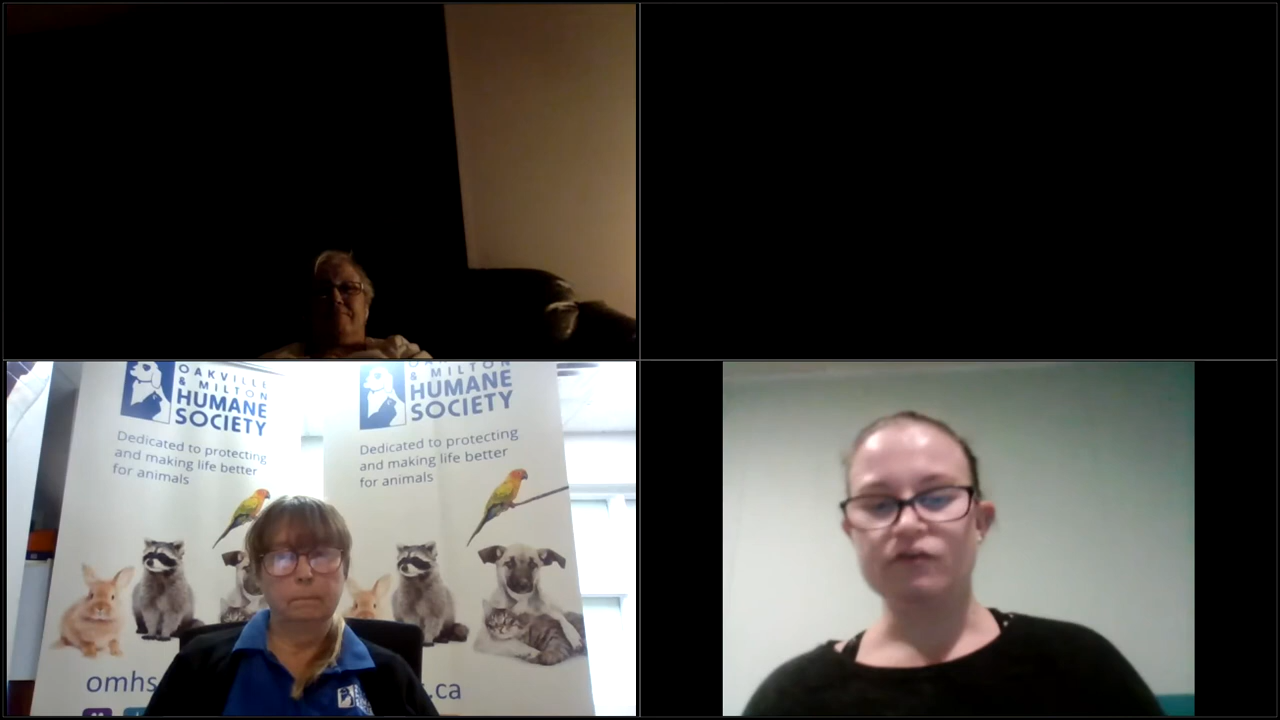 OAKVILLE
& MILTON
HUMANE
SOCIETY
Dedicated to protecting
and making life better
for animals
omhs
& MILTON
HUMANE
SOCIETY
Dedicated to protecting
and making life better
for animals
.ca